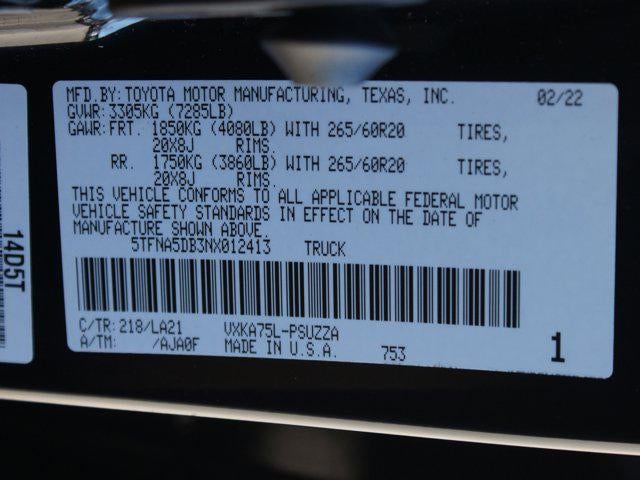 MFD.BY:TOYOTA MOTOR MANUFACTURING, TEXAS, INC. 02/22
GVWR:3305KG (7285LB)
GAWR:FRT. 1850KG (4080LB) WITH 265/60R20 TIRES,
20X8J RIMS.
RR. 1750KG (3860LB) WITH 265/60R20 TIRES,
20X8J RIMS.
THIS VEHICLE CONFORMS TO ALL APPLICABLE FEDERAL MOTOR
VEHICLE SAFETY STANDARDS IN EFFECT ON THE DATE OF
MANUFACTURE SHOWN ABOVE.
5TFNA5DB3NX012413 TRUCK
C/TR:218/LA21 VXKA75L-PSUZZA
A/TM: /AJA0F MADE IN U.S.A. 753 1
14D5T